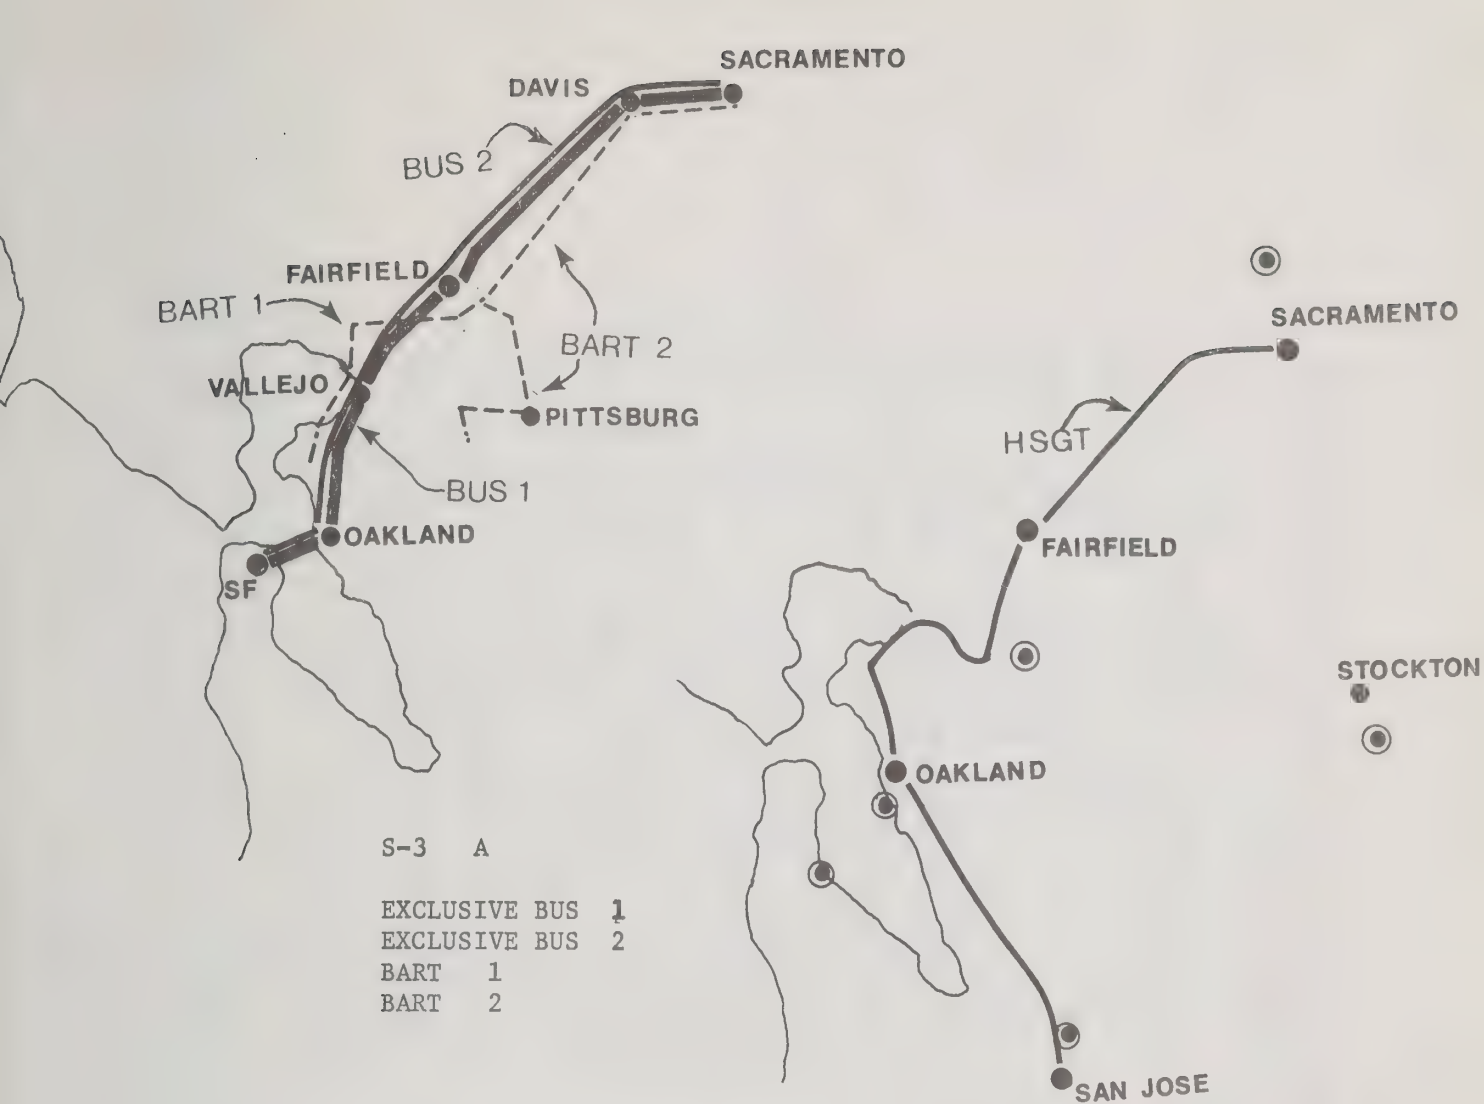 SACRAMENTO
DAVIS
BUS 2
FAIRFIELD
BART 1
BART 2
VALLEJO
PITTSBURG
BUS 1
OAKLAND
SF
S-3 A
EXCLUSIVE BUS 1
EXCLUSIVE BUS 2
BART 1
BART 2
SACRAMENTO
HSGT
FAIRFIELD
STOCKTON
OAKLAND
SAN JOSE